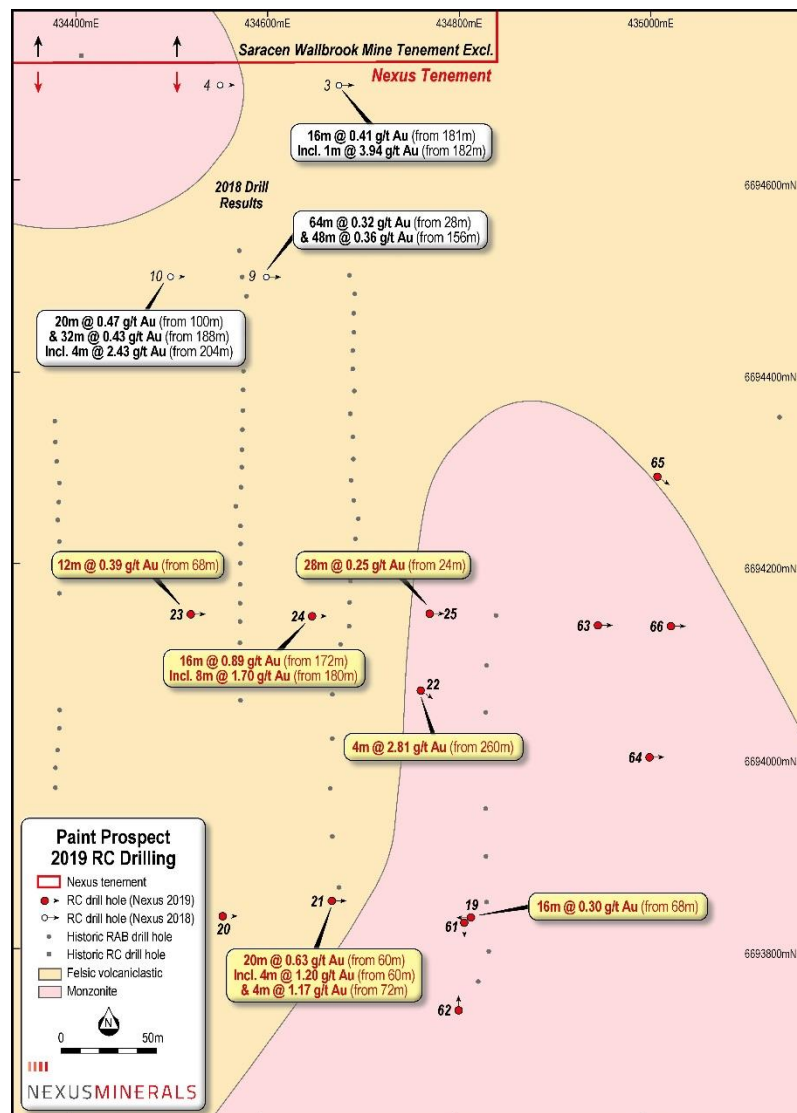 434400mE
434600mE
434800mE
435000mE
Saracen Wallbrook Mine Tenement Excl.
Nexus Tenement
4
3
16m @ 0.41 g/t Au (from 181m)
Incl. 1m @ 3.94 g/t Au (from 182m)
6694600mN
2018 Drill
Results
64m @ 0.32 g/t Au (from 28m)
& 48m @ 0.36 g/t Au (from 156m)
10
9
20m @ 0.47 g/t Au (from 100m)
& 32m @ 0.43 g/t Au (from 188m)
Incl. 4m @ 2.43 g/t Au (from 204m)
6694400mN
65
12m @ 0.39 g/t Au (from 68m)
28m @ 0.25 g/t Au (from 24m)
6694200mN
23
24
25
63
66
16m @ 0.89 g/t Au (from 172m)
Incl. 8m @ 1.70 g/t Au (from 180m)
22
4m @ 2.81 g/t Au (from 260m)
64
6694000mN
21
20
19
61
16m @ 0.30 g/t Au (from 68m)
20m @ 0.63 g/t Au (from 60m)
Incl. 4m @ 1.20 g/t Au (from 60m)
& 4m @ 1.17 g/t Au (from 72m)
6693800mN
62
Paint Prospect
2019 RC Drilling
Nexus tenement
RC drill hole (Nexus 2019)
RC drill hole (Nexus 2018)
Historic RAB drill hole
Historic RC drill hole
Felsic volcaniclastic
Monzonite
N
0 50m
NEXUSMINERALS